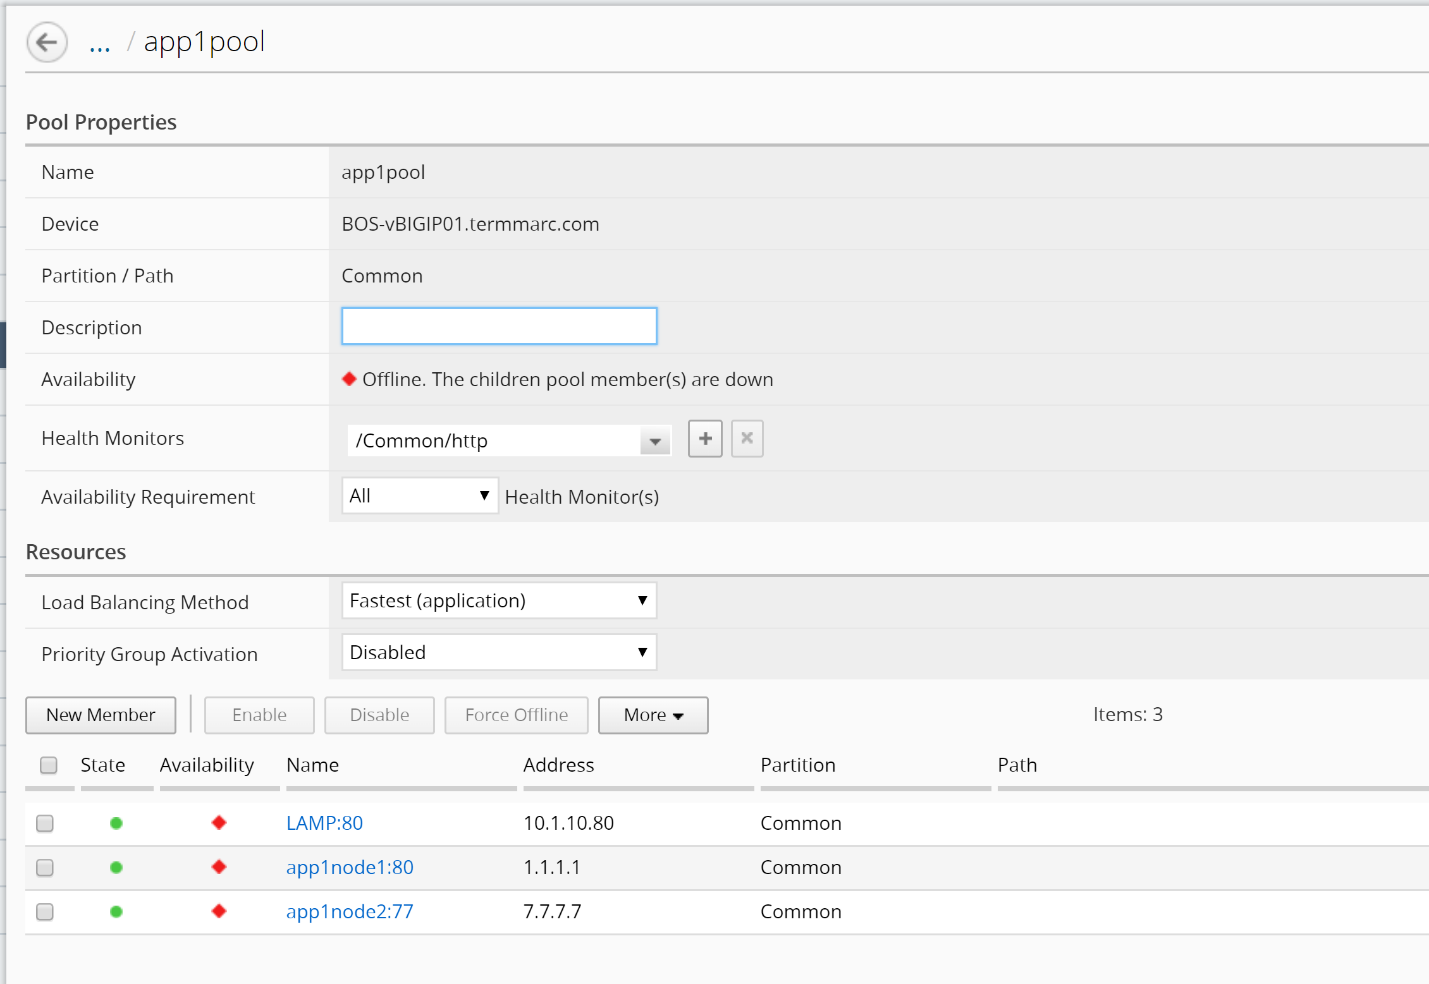 ... / app1pool
Pool Properties
Name app1pool
Device BOS-vBIGIP01.termmarc.com
Partition / Path Common
Description
Availability Offline. The children pool member(s) are down
Health Monitors /Common/http
Availability Requirement All Health Monitor(s)
Resources
Load Balancing Method Fastest (application)
Priority Group Activation Disabled
New Member Enable Disable Force Offline More Items: 3
State Availability Name Address Partition Path
LAMP:80 10.1.10.80 Common
app1node1:80 1.1.1.1 Common
app1node2:77 7.7.7.7 Common